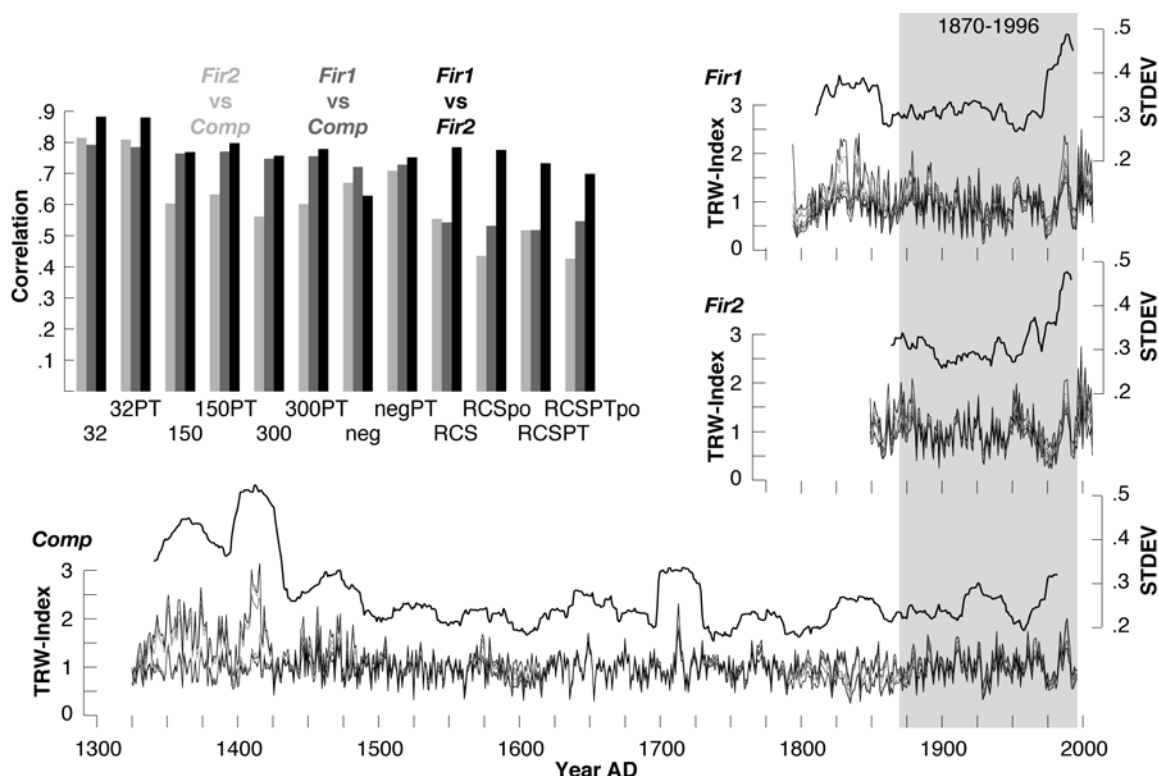 1870-1996
Fir2 vs Comp
Fir1 vs Comp
Fir1 vs Fir2
Correlation
.9
.8
.7
.6
.5
.4
.3
.2
.1
32PT 150PT 300PT negPT RCSpo RCSPTpo
32 150 300 neg RCS RCSPT
Fir1
TRW-Index
3
2
1
0
.5
.4
.3
.2
STDEV
Fir2
TRW-Index
3
2
1
0
.5
.4
.3
.2
STDEV
Comp
TRW-Index
3
2
1
0
.5
.4
.3
.2
STDEV
1300 1400 1500 1600 1700 1800 1900 2000
Year AD